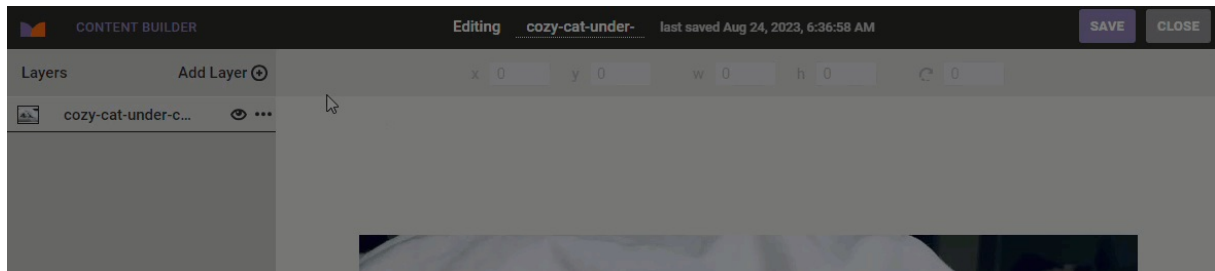 CONTENT BUILDER Editing cozy-cat-under- last saved Aug 24, 2023, 6:36:58 AM SAVE CLOSE
Layers Add Layer x 0 y 0 w 0 h 0 0
cozy-cat-under-c...